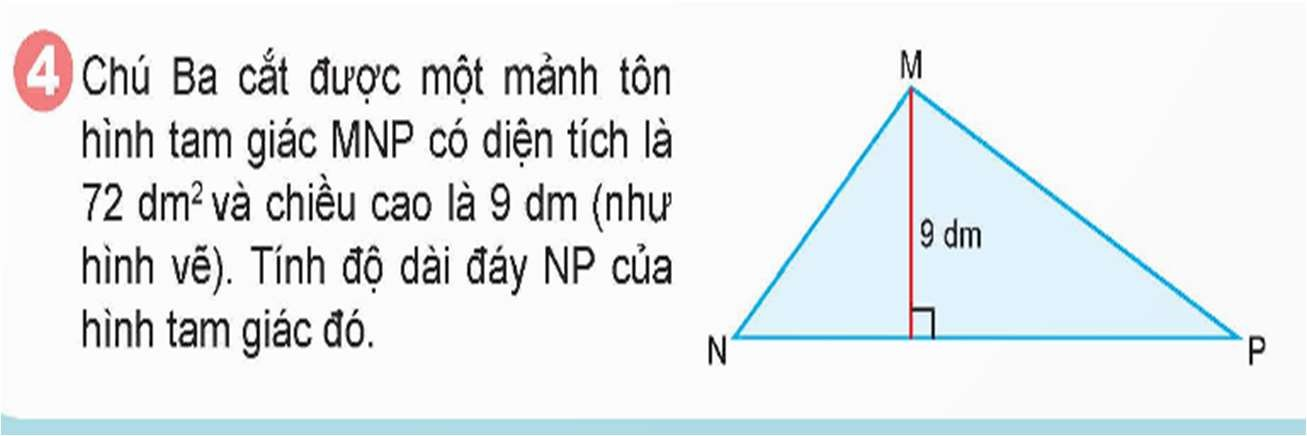 4 Chú Ba cắt được một mảnh tôn
hình tam giác MNP có diện tích là
72 dm² và chiều cao là 9 dm (như
hình vẽ). Tính độ dài đáy NP của
hình tam giác đó.
M
9 dm
N
P